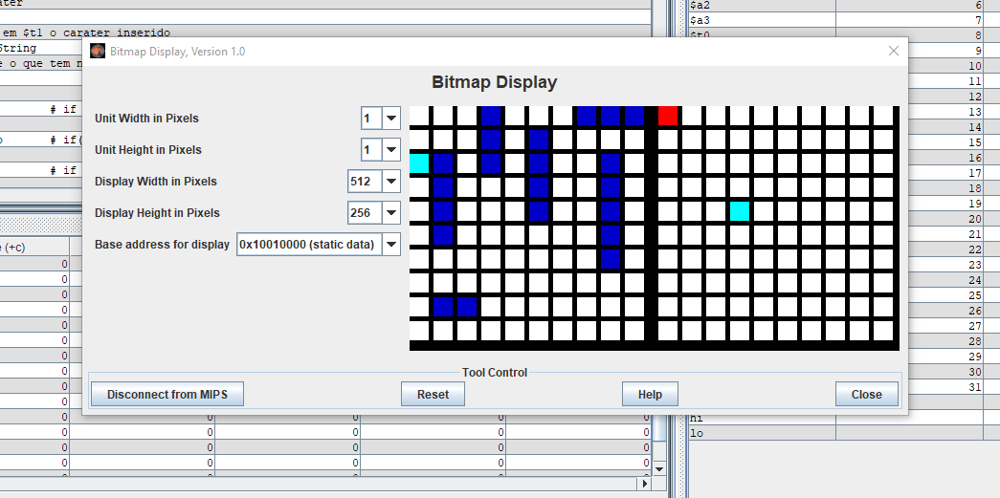 $a2 6
$a3 7
em $t1 o carater inserido
$t0 8
String 9
Bitmap Display, Version 1.0
e o que tem 10
Bitmap Display
11
12
# if
Unit Width in Pixels 1
13
14
# if(
Unit Height in Pixels 1
15
16
# if
Display Width in Pixels 512
17
18
Display Height in Pixels 256
19
20
21
Base address for display 0x10010000 (static data)
(+c)
22
0 23
0 24
0 25
0 26
0 27
0 28
0 29
0 30
Tool Control
0 31
Disconnect from MIPS Reset Help Close
0
0 0 0 0 0 hi
0 0 0 0 0 lo
0 0 0 0 0
0 0 0 0 0
0 0 0 0 0